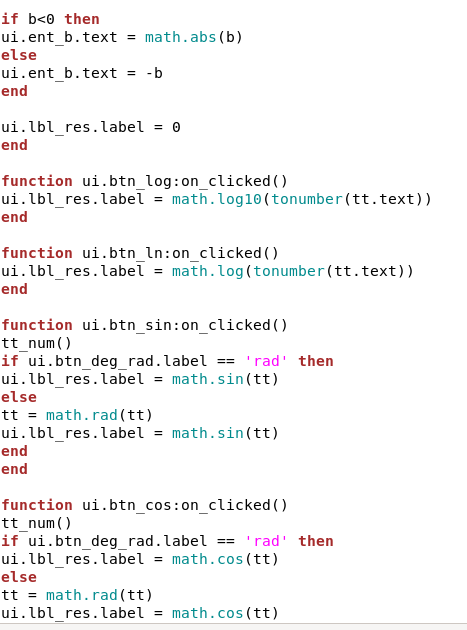 if b<0 then
ui.ent_b.text = math.abs(b)
else
ui.ent_b.text = -b
end
ui.lbl_res.label = 0
end
function ui.btn_log:on_clicked()
ui.lbl_res.label = math.log10(tonumber(tt.text))
end
function ui.btn_ln:on_clicked()
ui.lbl_res.label = math.log(tonumber(tt.text))
end
function ui.btn_sin:on_clicked()
tt_num()
if ui.btn_deg_rad.label == 'rad' then
ui.lbl_res.label = math.sin(tt)
else
tt = math.rad(tt)
ui.lbl_res.label = math.sin(tt)
end
end
function ui.btn_cos:on_clicked()
tt_num()
if ui.btn_deg_rad.label == 'rad' then
ui.lbl_res.label = math.cos(tt)
else
tt = math.rad(tt)
ui.lbl_res.label = math.cos(tt)